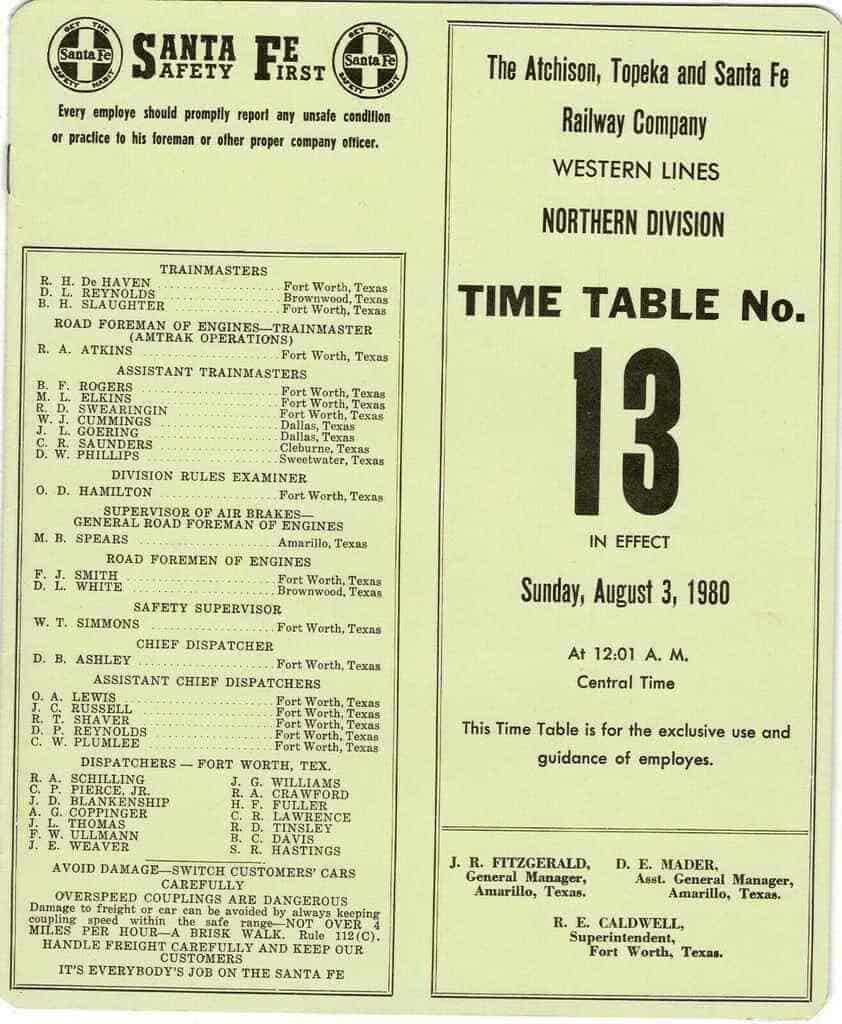 GET THE
Santa Fe
SAFETY HABIT
SANTA FE
SAFETY FIRST
GET THE
Santa Fe
SAFETY HABIT
Every employe should promptly report any unsafe condition
or practice to his foreman or other proper company officer.
TRAINMASTERS
R. H. De HAVEN ........ Fort Worth, Texas
D. L. REYNOLDS ........ Brownwood, Texas
B. H. SLAUGHTER ........ Fort Worth, Texas
ROAD FOREMAN OF ENGINES—TRAINMASTER
(AMTRAK OPERATIONS)
R. A. ATKINS ........ Fort Worth, Texas
ASSISTANT TRAINMASTERS
B. F. ROGERS ........ Fort Worth, Texas
M. L. ELKINS ........ Fort Worth, Texas
R. D. SWEARINGIN ........ Fort Worth, Texas
W. J. CUMMINGS ........ Dallas, Texas
J. L. GOERING ........ Dallas, Texas
C. R. SAUNDERS ........ Cleburne, Texas
D. W. PHILLIPS ........ Sweetwater, Texas
DIVISION RULES EXAMINER
O. D. HAMILTON ........ Fort Worth, Texas
SUPERVISOR OF AIR BRAKES—
GENERAL ROAD FOREMAN OF ENGINES
M. B. SPEARS ........ Amarillo, Texas
ROAD FOREMEN OF ENGINES
F. J. SMITH ........ Fort Worth, Texas
D. L. WHITE ........ Brownwood, Texas
SAFETY SUPERVISOR
W. T. SIMMONS ........ Fort Worth, Texas
CHIEF DISPATCHER
D. B. ASHLEY ........ Fort Worth, Texas
ASSISTANT CHIEF DISPATCHERS
O. A. LEWIS ........ Fort Worth, Texas
J. C. RUSSELL ........ Fort Worth, Texas
R. T. SHAVER ........ Fort Worth, Texas
D. P. REYNOLDS ........ Fort Worth, Texas
C. W. PLUMLEE ........ Fort Worth, Texas
DISPATCHERS — FORT WORTH, TEX.
R. A. SCHILLING
C. P. PIERCE, JR.
J. D. BLANKENSHIP
A. G. COPPINGER
J. L. THOMAS
F. W. ULLMANN
J. E. WEAVER
J. G. WILLIAMS
R. A. CRAWFORD
H. F. FULLER
C. R. LAWRENCE
R. D. TINSLEY
B. C. DAVIS
S. R. HASTINGS
AVOID DAMAGE—SWITCH CUSTOMERS' CARS
CAREFULLY
OVERSPEED COUPLINGS ARE DANGEROUS
Damage to freight or car can be avoided by always keeping
coupling speed within the safe range—NOT OVER 4
MILES PER HOUR—A BRISK WALK. Rule 112(C).
HANDLE FREIGHT CAREFULLY AND KEEP OUR
CUSTOMERS
IT'S EVERYBODY'S JOB ON THE SANTA FE
The Atchison, Topeka and Santa Fe
Railway Company
WESTERN LINES
NORTHERN DIVISION
TIME TABLE No.
13
IN EFFECT
Sunday, August 3, 1980
At 12:01 A. M.
Central Time
This Time Table is for the exclusive use and
guidance of employes.
J. R. FITZGERALD,
General Manager,
Amarillo, Texas.
D. E. MADER,
Asst. General Manager,
Amarillo, Texas.
R. E. CALDWELL,
Superintendent,
Fort Worth, Texas.